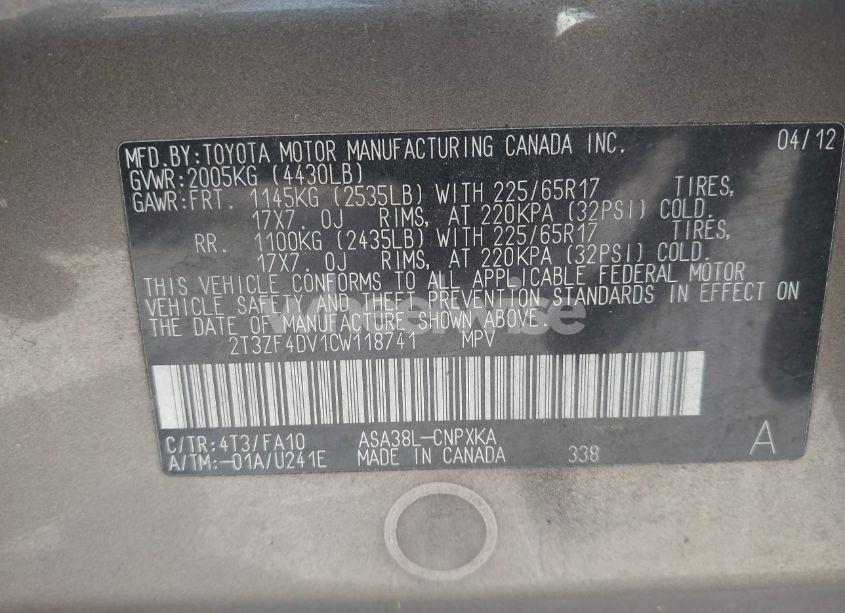 MFD.BY:TOYOTA MOTOR MANUFACTURING CANADA INC. 04/12
GVWR:2005KG (4430LB)
GAWR:FRT. 1145KG (2535LB) WITH 225/65R17 TIRES,
17X7.0J RIMS, AT 220KPA (32PSI) COLD.
RR. 1100KG (2435LB) WITH 225/65R17 TIRES,
17X7.0J RIMS, AT 220KPA (32PSI) COLD.
THIS VEHICLE CONFORMS TO ALL APPLICABLE FEDERAL MOTOR
VEHICLE SAFETY AND THEFT PREVENTION STANDARDS IN EFFECT ON
THE DATE OF MANUFACTURE SHOWN ABOVE.
2T3ZF4DV1CW118741 MPV
C/TR:4T3/FA10 ASA38L-CNPXKA
A/TM:-01A/U241E MADE IN CANADA 338 A